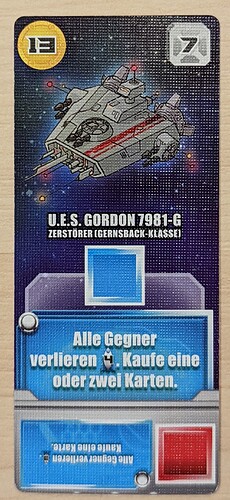 13
7
U.E.S. GORDON 7981-G
ZERSTÖRER (GERNSBACK-KLASSE)
Alle Gegner
verlieren . Kaufe eine
oder zwei Karten.
Alle Gegner verlieren .
Kaufe eine Karte.